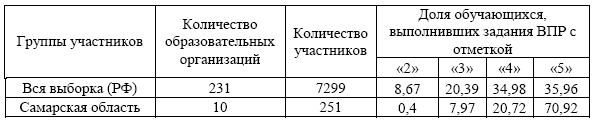 Группы участников
Количество
образовательных
организаций
Количество
участников
Доля обучающихся,
выполнивших задания ВПР с
отметкой
«2» «3» «4» «5»
Вся выборка (РФ) 231 7299 8,67 20,39 34,98 35,96
Самарская область 10 251 0,4 7,97 20,72 70,92